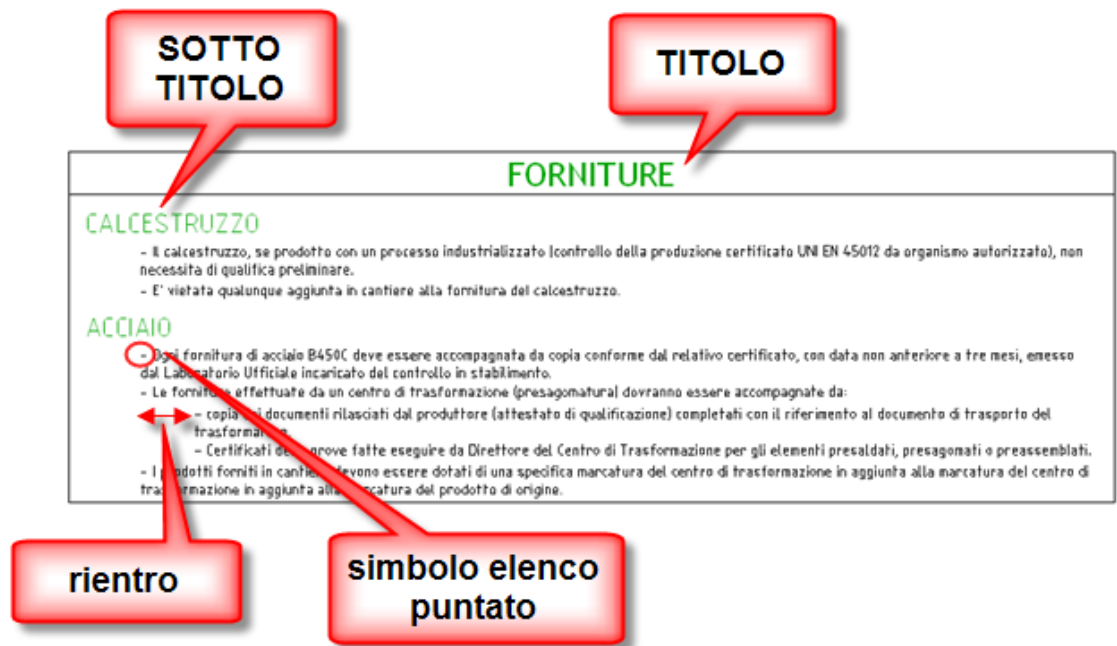 SOTTO
TITOLO
TITOLO
FORNITURE
CALCESTRUZZO
- Il calcestruzzo, se prodotto con un processo industrializzato (controllo della produzione certificato UNI EN 45012 da organismo autorizzato), non
necessita di qualifica preliminare.
- E' vietata qualunque aggiunta in cantiere alla fornitura del calcestruzzo.
ACCIAIO
- Ogni fornitura di acciaio B450C deve essere accompagnata da copia conforme dal relativo certificato, con data non anteriore a tre mesi, emesso
dal Laboratorio Ufficiale incaricato del controllo in stabilimento.
- Le forniture effettuate da un centro di trasformazione (presagomatura) dovranno essere accompagnate da:
- copia dei documenti rilasciati dal produttore (attestato di qualificazione) completati con il riferimento al documento di trasporto del
- Certificati delle prove fatte eseguire da Direttore del Centro di Trasformazione per gli elementi presaldati, presagomati o preassemblati.
- I prodotti forniti in cantiere devono essere dotati di una specifica marcatura del centro di trasformazione in aggiunta alla marcatura del centro di
trasformazione in aggiunta alla marcatura del prodotto di origine.
rientro
simbolo elenco
puntato